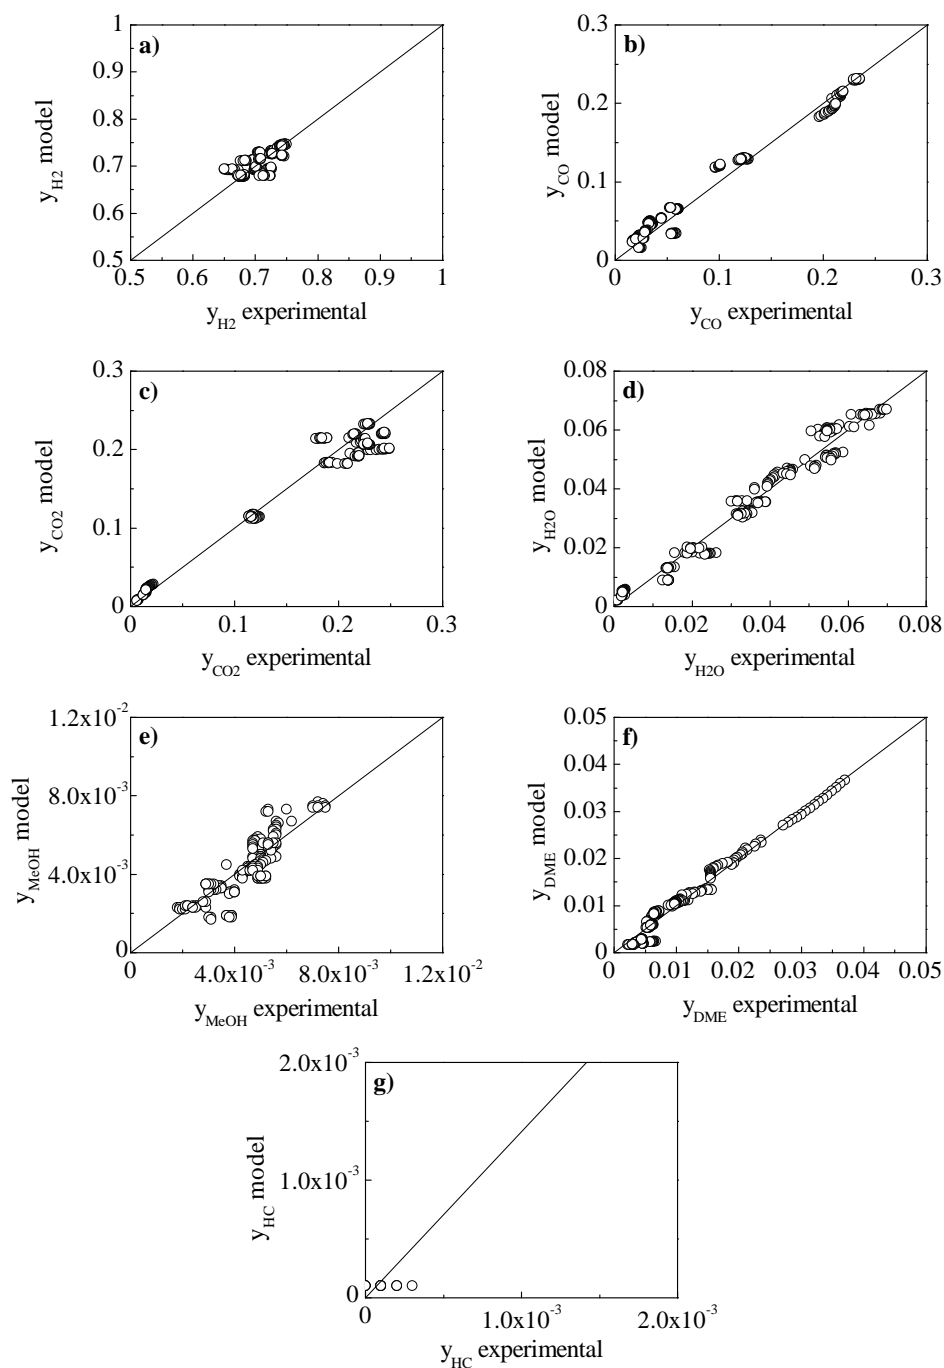 1
a)
0.9
0.8
y_H2 model
0.7
0.6
0.5
0.5 0.6 0.7 0.8 0.9 1
y_H2 experimental
0.3
b)
0.2
y_CO model
0.1
0
0 0.1 0.2 0.3
y_CO experimental
0.3
c)
0.2
y_CO2 model
0.1
0
0 0.1 0.2 0.3
y_CO2 experimental
0.08
d)
0.06
y_H2O model
0.04
0.02
0
0 0.02 0.04 0.06 0.08
y_H2O experimental
1.2x10^-2
e)
8.0x10^-3
y_MeOH model
4.0x10^-3
0
0 4.0x10^-3 8.0x10^-3 1.2x10^-2
y_MeOH experimental
0.05
f)
0.04
0.03
y_DME model
0.02
0.01
0
0 0.01 0.02 0.03 0.04 0.05
y_DME experimental
2.0x10^-3
g)
y_HC model
1.0x10^-3
0
0 1.0x10^-3 2.0x10^-3
y_HC experimental